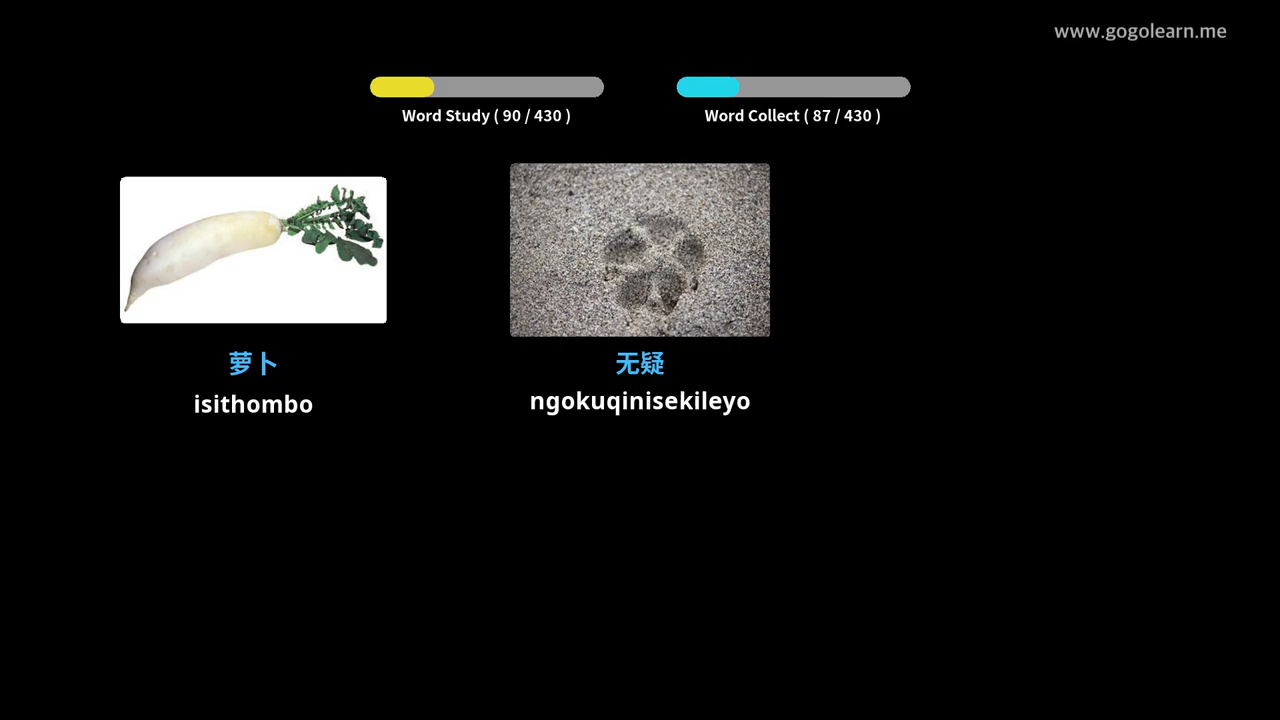 www.gogolearn.me
Word Study ( 90 / 430 )
Word Collect ( 87 / 430 )
萝卜
isithombo
无疑
ngokuqinisekileyo